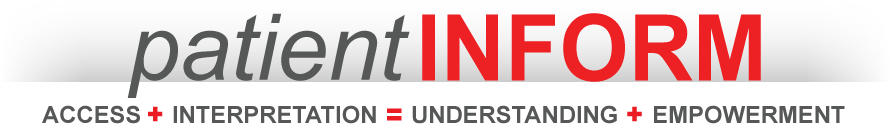 patientINFORM
ACCESS + INTERPRETATION = UNDERSTANDING + EMPOWERMENT